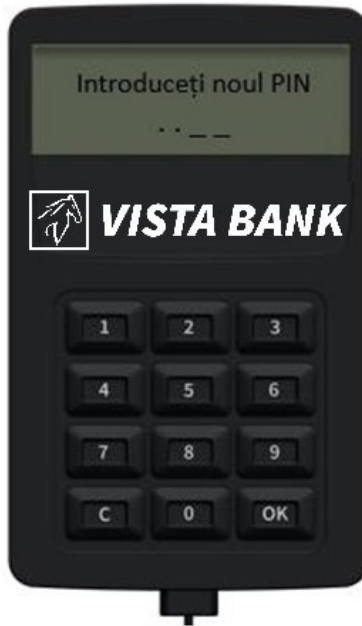 Introduceți noul PIN
. . _ _
VISTA BANK
1 2 3
4 5 6
7 8 9
C 0 OK